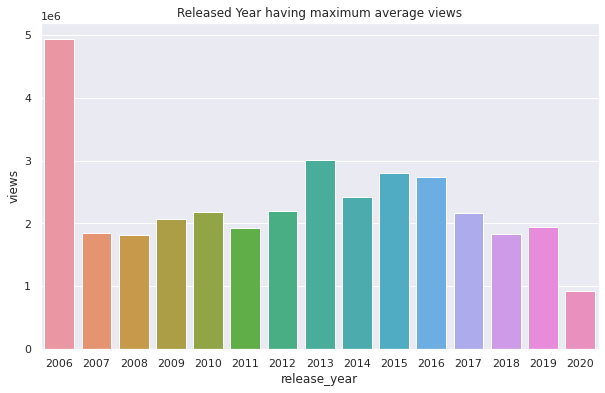 Released Year having maximum average views
1e6
5
4
3
2
1
0
views
2006 2007 2008 2009 2010 2011 2012 2013 2014 2015 2016 2017 2018 2019 2020
release_year